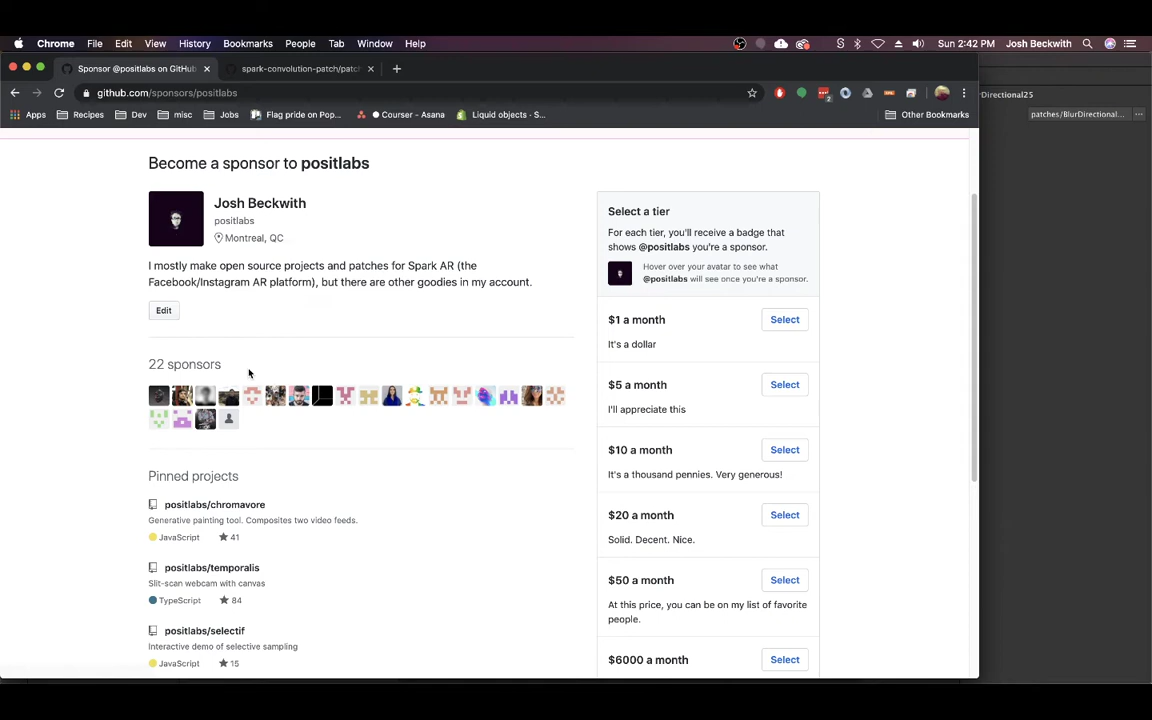 Chrome File Edit View History Bookmarks People Tab Window Help
Sun 2:42 PM Josh Beckwith
Sponsor @positlabs on GitHub
spark-convolution-patch/patc
github.com/sponsors/positlabs
rDirectional25
Apps Recipes Dev misc Jobs Flag pride on Pop... Courser - Asana Liquid objects · S... Other Bookmarks
patches/BlurDirectional...
Become a sponsor to positlabs
Josh Beckwith
positlabs
Montreal, QC
I mostly make open source projects and patches for Spark AR (the
Facebook/Instagram AR platform), but there are other goodies in my account.
Edit
22 sponsors
Pinned projects
positlabs/chromavore
Generative painting tool. Composites two video feeds.
JavaScript 41
positlabs/temporalis
Slit-scan webcam with canvas
TypeScript 84
positlabs/selectif
Interactive demo of selective sampling
JavaScript 15
Select a tier
For each tier, you'll receive a badge that
shows @positlabs you're a sponsor.
Hover over your avatar to see what
@positlabs will see once you're a sponsor.
$1 a month Select
It's a dollar
$5 a month Select
I'll appreciate this
$10 a month Select
It's a thousand pennies. Very generous!
$20 a month Select
Solid. Decent. Nice.
$50 a month Select
At this price, you can be on my list of favorite
people.
$6000 a month Select